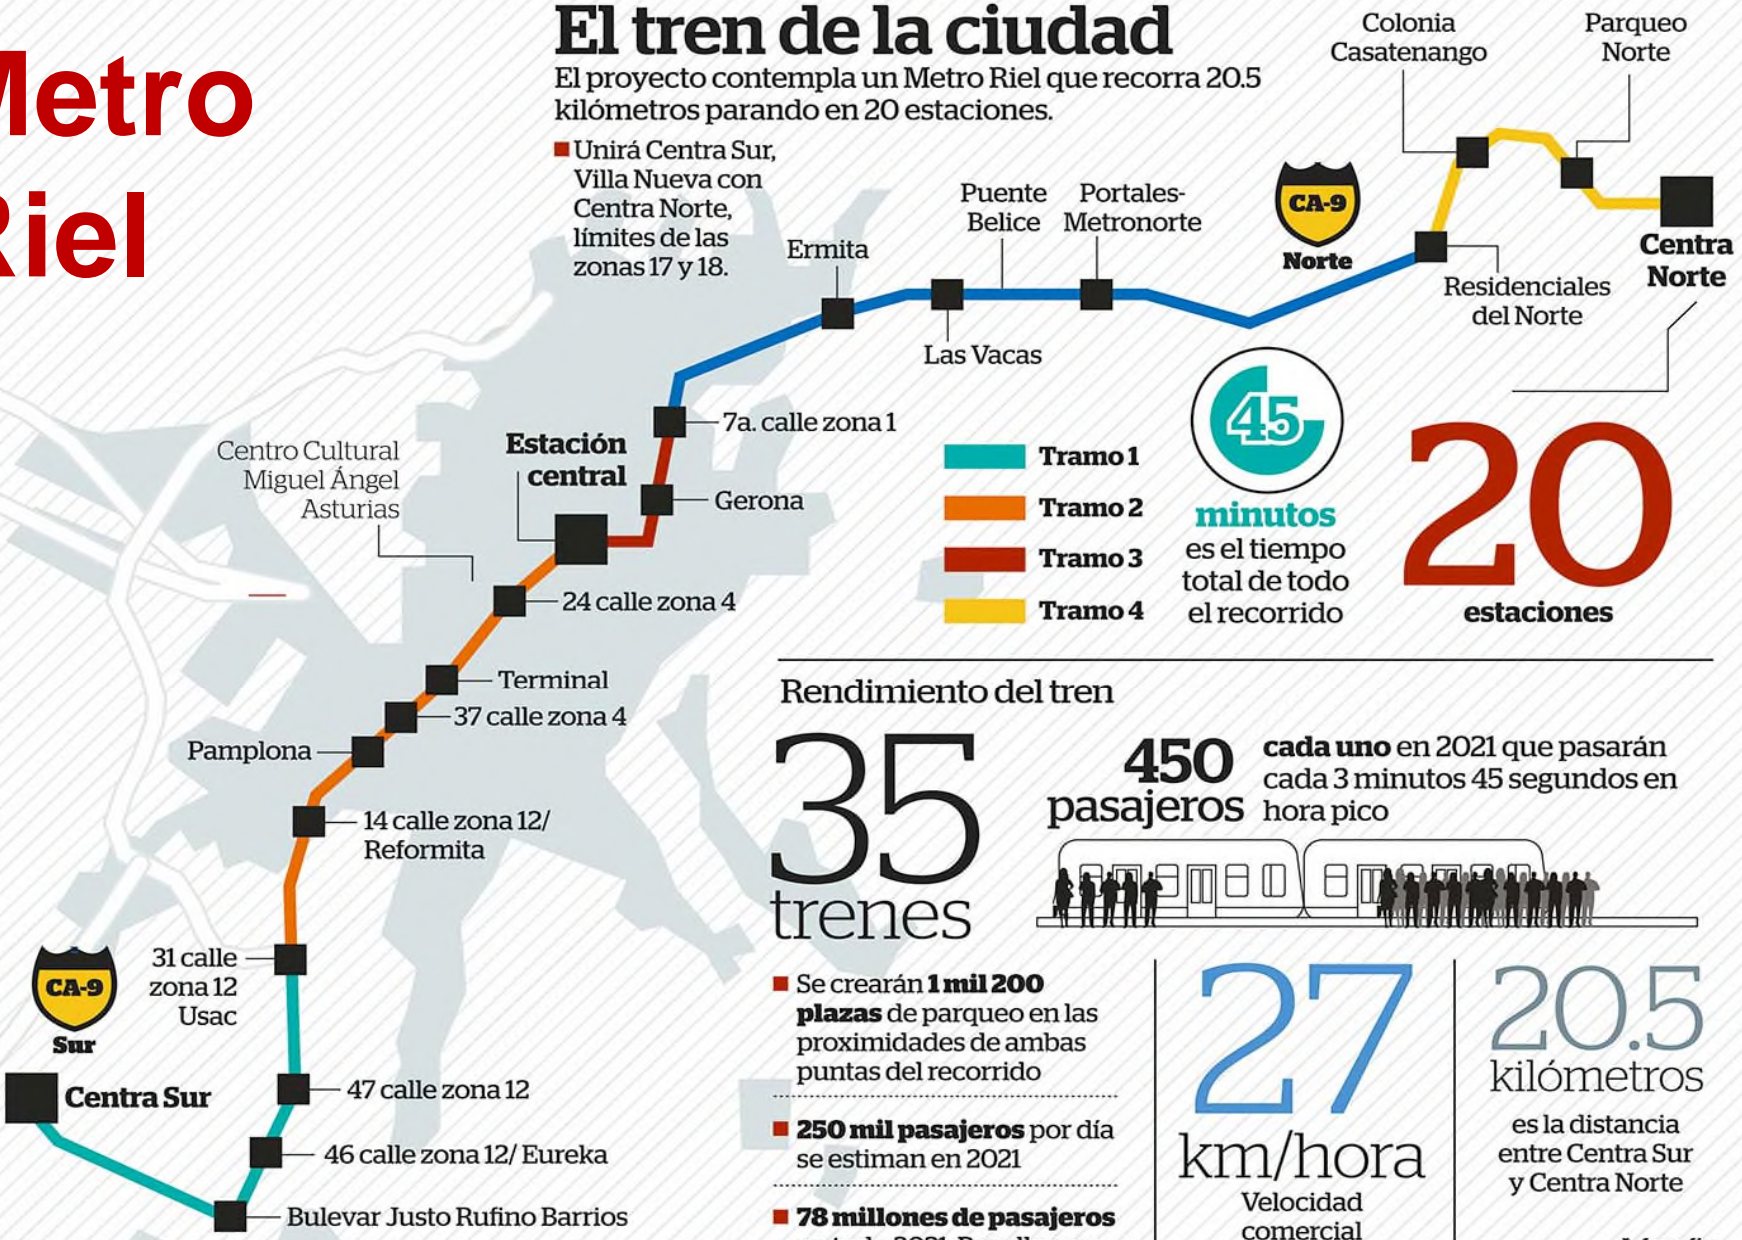 Metro
Riel
El tren de la ciudad
El proyecto contempla un Metro Riel que recorra 20.5
kilómetros parando en 20 estaciones.
Unirá Centra Sur,
Villa Nueva con
Centra Norte,
límites de las
zonas 17 y 18.
Colonia
Casatenango
Parqueo
Norte
Puente
Belice
Portales-
Metronorte
Ermita
CA-9
Norte
Centra
Norte
Residenciales
del Norte
Las Vacas
7a. calle zona 1
Estación
central
Centro Cultural
Miguel Ángel
Asturias
Gerona
24 calle zona 4
Terminal
37 calle zona 4
Pamplona
14 calle zona 12/
Reformita
31 calle
zona 12
Usac
CA-9
Sur
Centra Sur
47 calle zona 12
46 calle zona 12/ Eureka
Bulevar Justo Rufino Barrios
Tramo 1
Tramo 2
Tramo 3
Tramo 4
45
minutos
es el tiempo
total de todo
el recorrido
20
estaciones
Rendimiento del tren
35
trenes
450
pasajeros
cada uno en 2021 que pasarán
cada 3 minutos 45 segundos en
hora pico
Se crearán 1 mil 200
plazas de parqueo en las
proximidades de ambas
puntas del recorrido
250 mil pasajeros por día
se estiman en 2021
78 millones de pasajeros
27
km/hora
Velocidad
comercial
20.5
kilómetros
es la distancia
entre Centra Sur
y Centra Norte